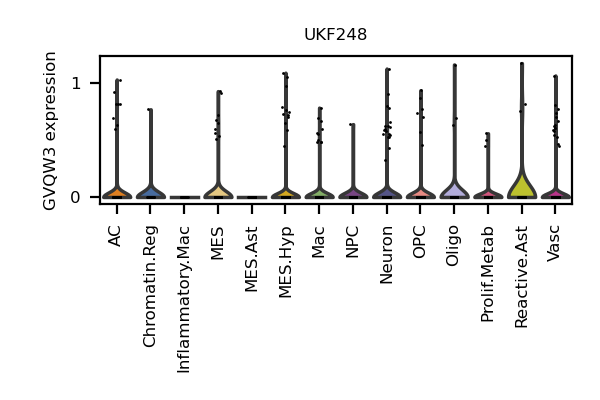 UKF248
GVQW3 expression
1
0
AC
Chromatin.Reg
Inflammatory.Mac
MES
MES.Ast
MES.Hyp
Mac
NPC
Neuron
OPC
Oligo
Prolif.Metab
Reactive.Ast
Vasc